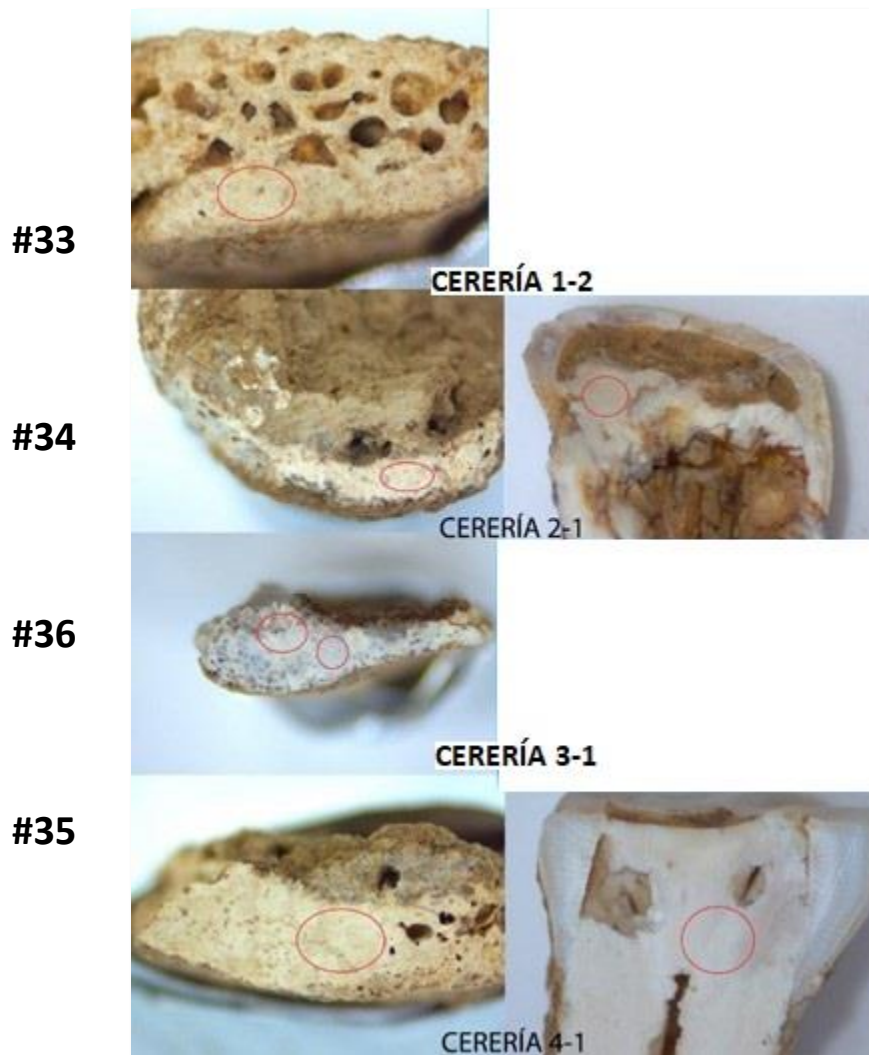 #33
CERERÍA 1-2
#34
CERERÍA 2-1
#36
CERERÍA 3-1
#35
CERERÍA 4-1